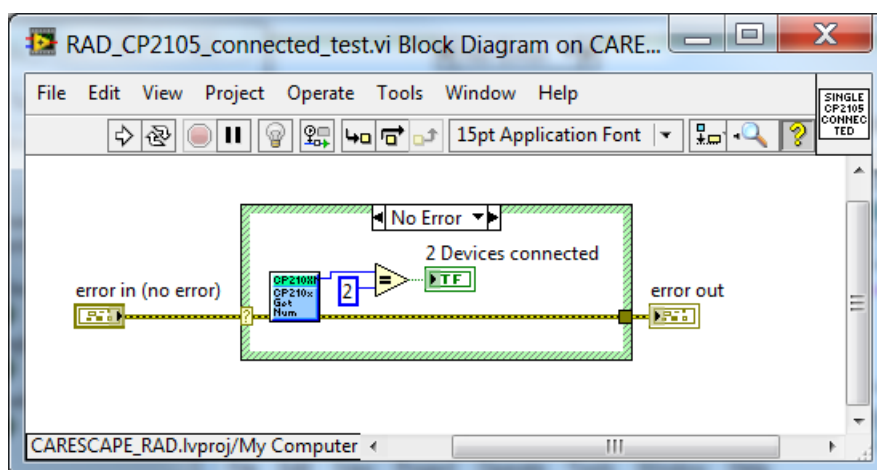 RAD_CP2105_connected_test.vi Block Diagram on CARE...
File Edit View Project Operate Tools Window Help
SINGLE
CP2105
CONNEC
TED
15pt Application Font
No Error
2 Devices connected
CP210X
CP210x
Get
Num
2
=
TF
error in (no error)
error out
?
CARESCAPE_RAD.lvproj/My Computer